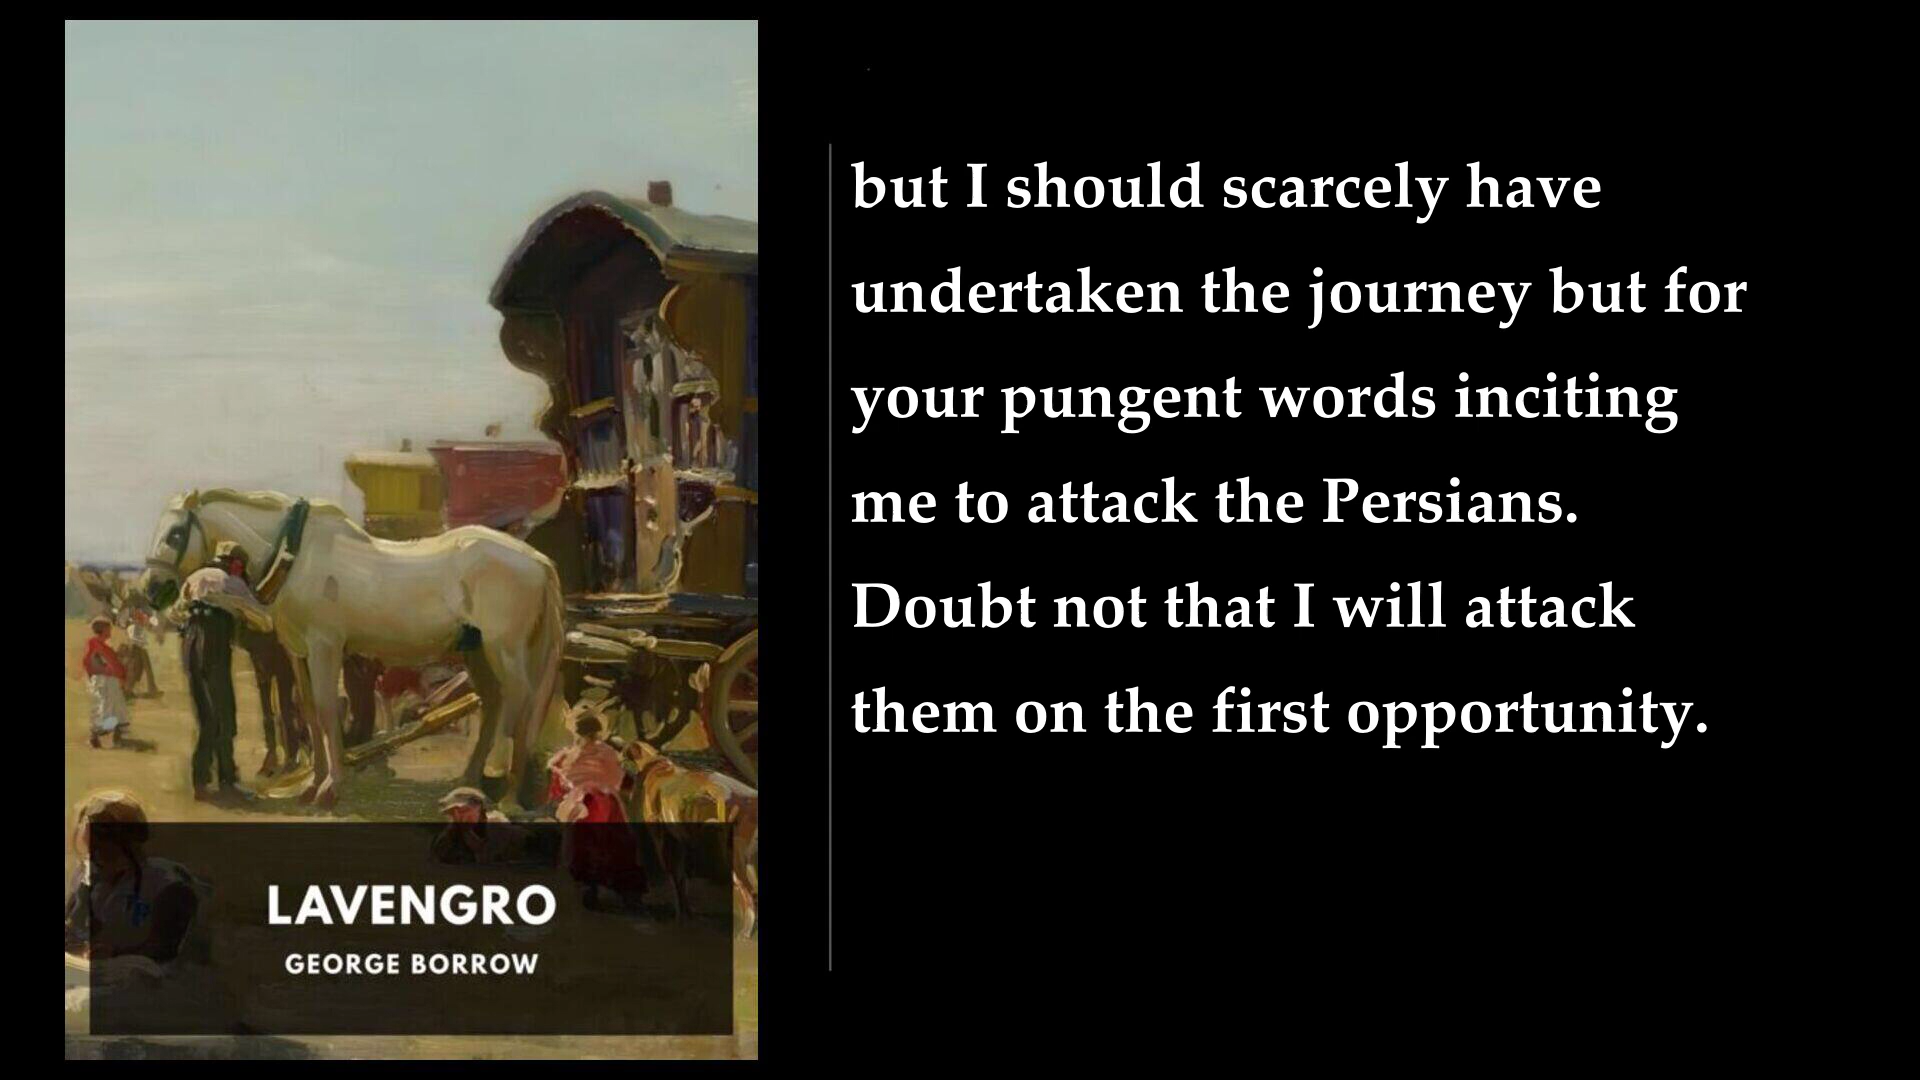 but I should scarcely have
undertaken the journey but for
your pungent words inciting
me to attack the Persians.
Doubt not that I will attack
them on the first opportunity.
LAVENGRO
GEORGE BORROW